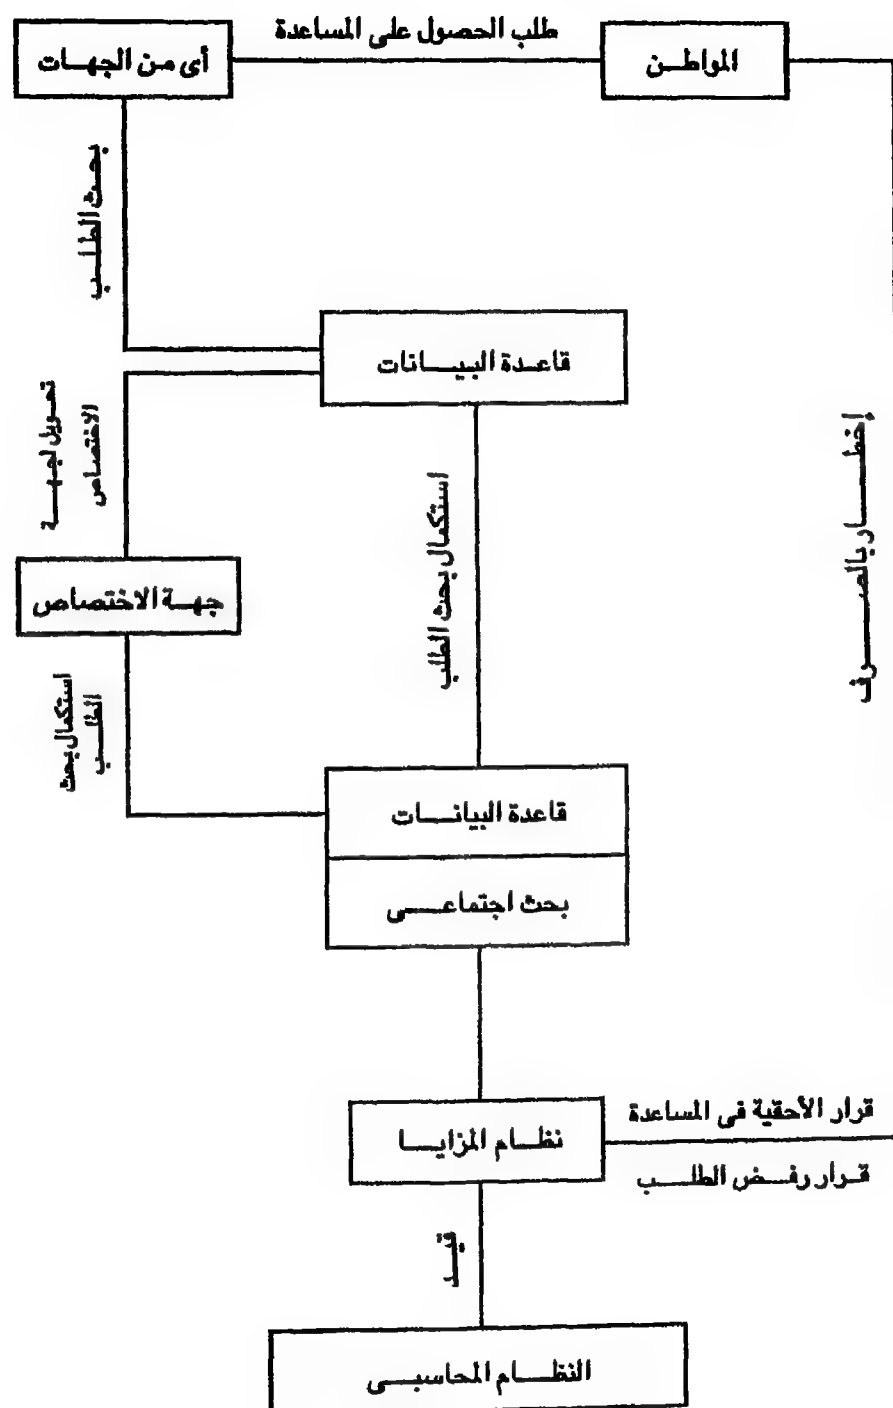 المواطن
طلب الحصول على المساعدة
أى من الجهات
بحث الطلب
قاعدة البيانات
تحويل لجهة
الاختصاص
استكمال بحث الطلب
إخطار بالصرف
جهة الاختصاص
استكمال بحث
الطلب
قاعدة البيانات
بحث اجتماعى
قرار الأحقية فى المساعدة
نظام المزايا
قرار رفض الطلب
قيد
النظام المحاسبى